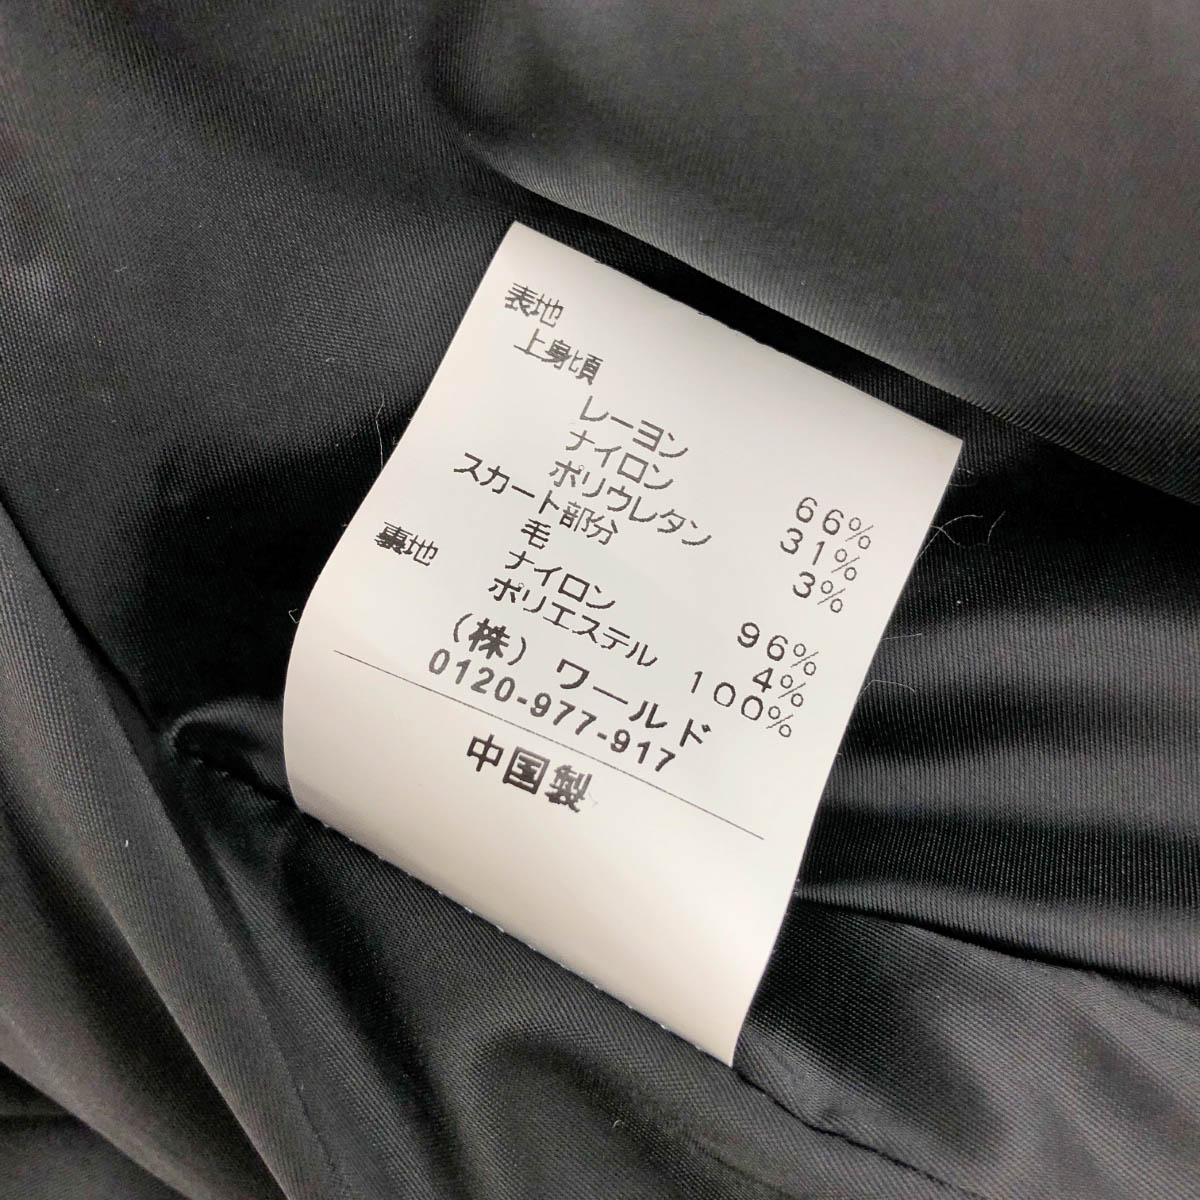 表地
上身頃
レーヨン 66%
ナイロン 31%
ポリウレタン 3%
スカート部分
毛 96%
ナイロン 4%
裏地 ポリエステル 100%
(株) ワールド
0120-977-917
中国製